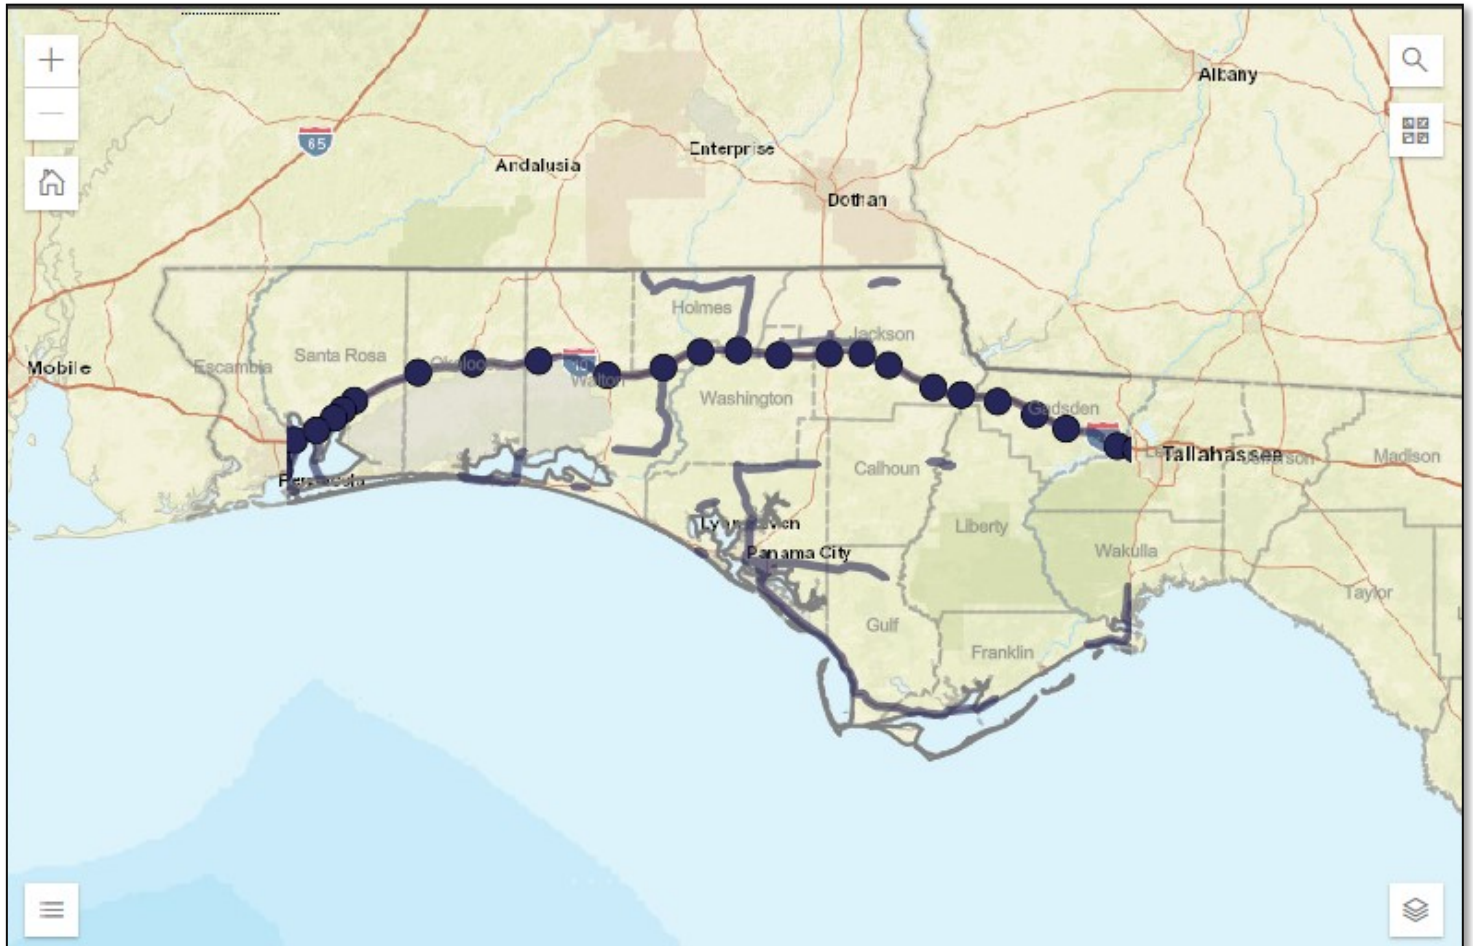 Albany
65
Enterprise
Andalusia
Dothan
Holmes
Jackson
Santa Rosa
Escambia
Mobile
10
Walton
Washington
Gadsden
Tallahassee
Jefferson
Madison
Calhoun
Liberty
Panama City
Wakulla
Taylor
Gulf
Franklin